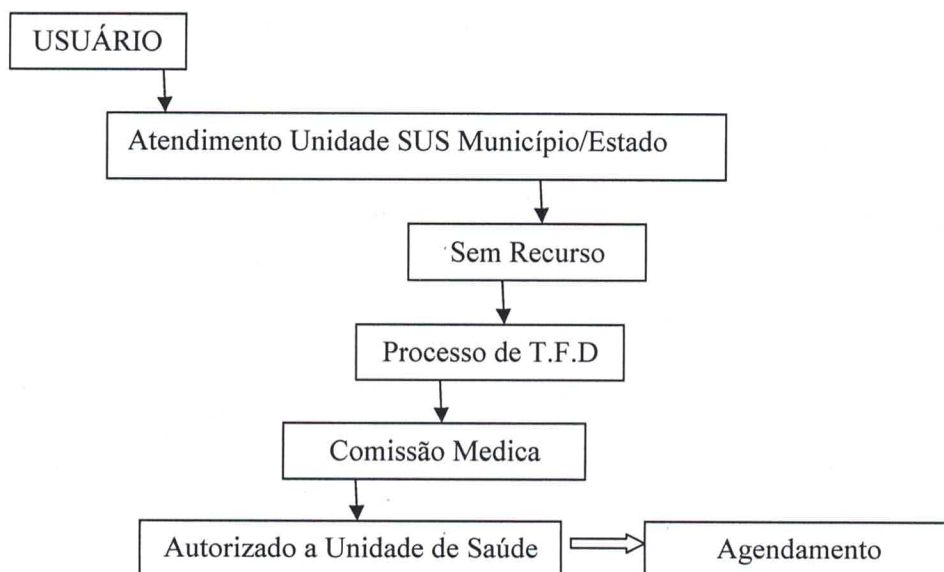 USUÁRIO
Atendimento Unidade SUS Município/Estado
Sem Recurso
Processo de T.F.D
Comissão Medica
Autorizado a Unidade de Saúde
Agendamento